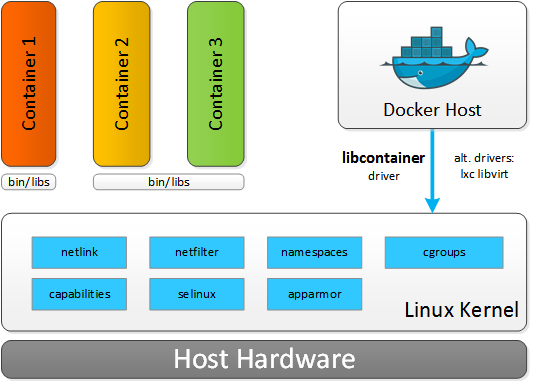 Container 1
Container 2
Container 3
Docker Host
bin/libs
bin/libs
libcontainer
driver
alt. drivers:
lxc libvirt
netlink
netfilter
namespaces
cgroups
capabilities
selinux
apparmor
Linux Kernel
Host Hardware